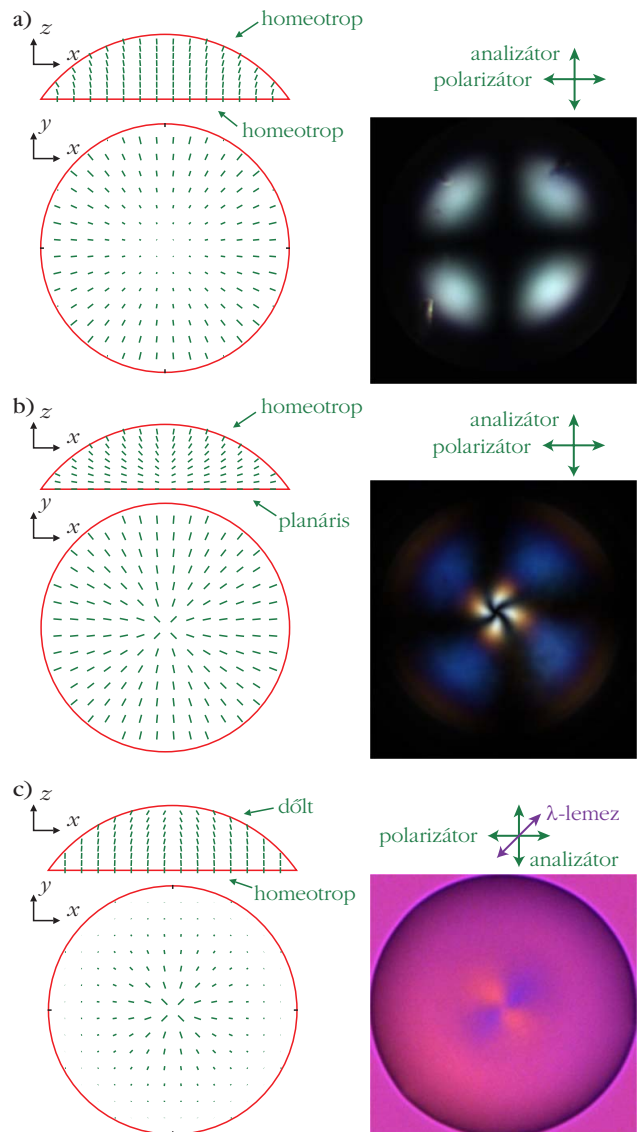 a)
z
x
homeotrop
homeotrop
y
x
analizátor
polarizátor
b)
z
x
homeotrop
planáris
y
x
analizátor
polarizátor
c)
z
x
dőlt
homeotrop
y
x
λ-lemez
polarizátor
analizátor